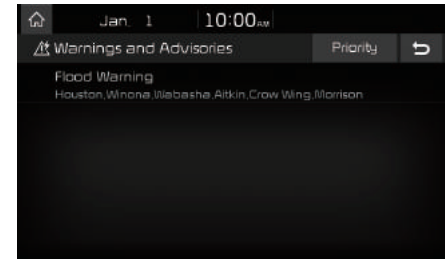 Jan. 1 10:00AM
Warnings and Advisories Priority
Flood Warning
Houston,Winona,Wabasha,Aitkin,Crow Wing,Morrison